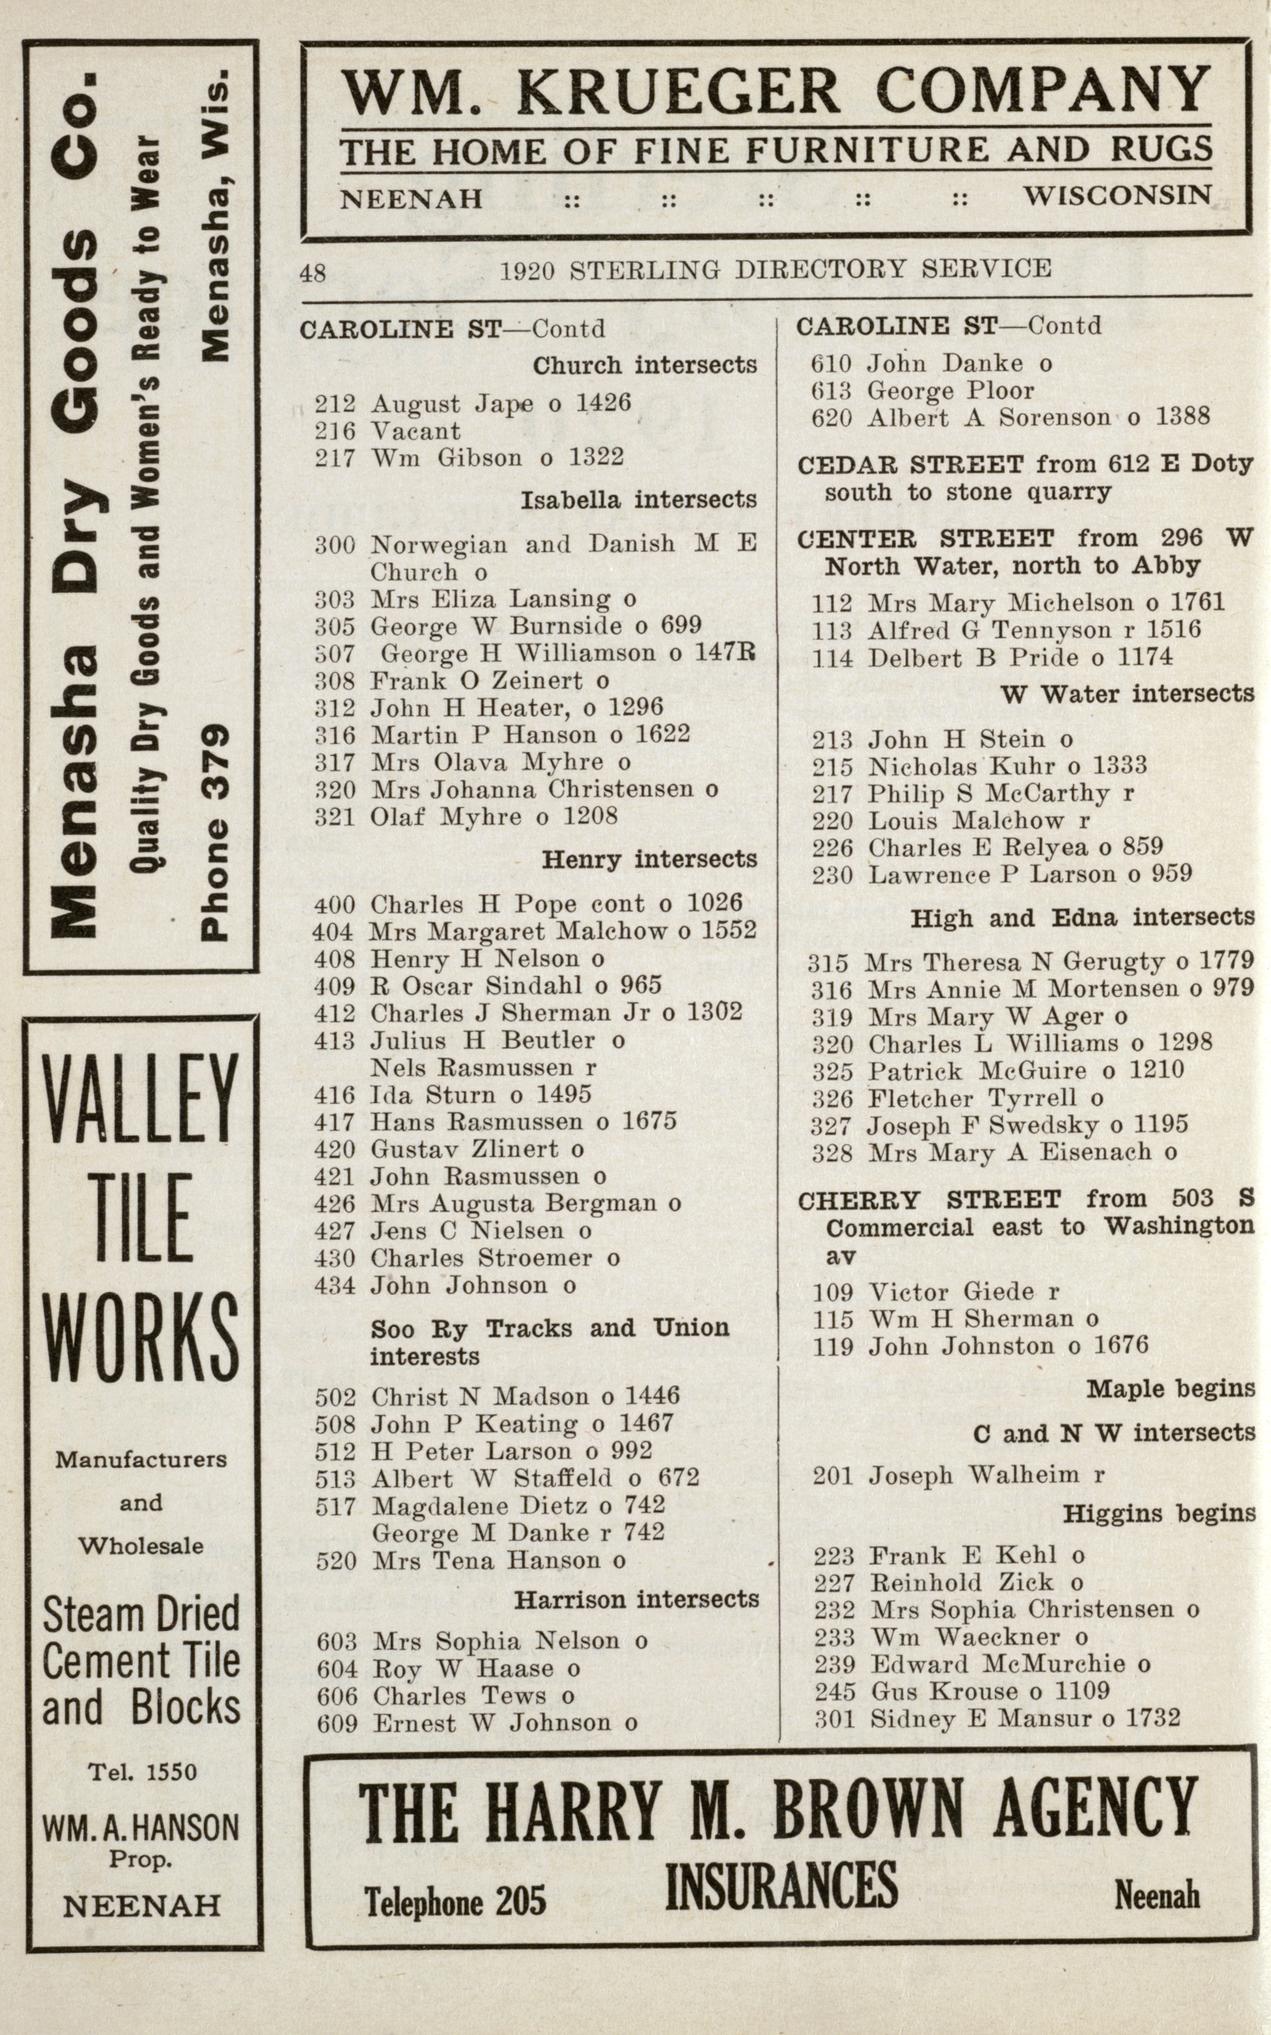 Menasha Dry Goods Co.
Quality Dry Goods and Women's Ready to Wear
Phone 379 Menasha, Wis.
VALLEY
TILE
WORKS
Manufacturers
and
Wholesale
Steam Dried
Cement Tile
and Blocks
Tel. 1550
WM. A. HANSON
Prop.
NEENAH
WM. KRUEGER COMPANY
THE HOME OF FINE FURNITURE AND RUGS
NEENAH :: :: :: :: :: WISCONSIN
48 1920 STERLING DIRECTORY SERVICE
CAROLINE ST—Contd
Church intersects
212 August Jape o 1426
216 Vacant
217 Wm Gibson o 1322
Isabella intersects
300 Norwegian and Danish M E
Church o
303 Mrs Eliza Lansing o
305 George W Burnside o 699
307 George H Williamson o 147R
308 Frank O Zeinert o
312 John H Heater, o 1296
316 Martin P Hanson o 1622
317 Mrs Olava Myhre o
320 Mrs Johanna Christensen o
321 Olaf Myhre o 1208
Henry intersects
400 Charles H Pope cont o 1026
404 Mrs Margaret Malchow o 1552
408 Henry H Nelson o
409 R Oscar Sindahl o 965
412 Charles J Sherman Jr o 1302
413 Julius H Beutler o
Nels Rasmussen r
416 Ida Sturn o 1495
417 Hans Rasmussen o 1675
420 Gustav Zlinert o
421 John Rasmussen o
426 Mrs Augusta Bergman o
427 Jens C Nielsen o
430 Charles Stroemer o
434 John Johnson o
Soo Ry Tracks and Union
interests
502 Christ N Madson o 1446
508 John P Keating o 1467
512 H Peter Larson o 992
513 Albert W Staffeld o 672
517 Magdalene Dietz o 742
George M Danke r 742
520 Mrs Tena Hanson o
Harrison intersects
603 Mrs Sophia Nelson o
604 Roy W Haase o
606 Charles Tews o
609 Ernest W Johnson o
CAROLINE ST—Contd
610 John Danke o
613 George Ploor
620 Albert A Sorenson o 1388
CEDAR STREET from 612 E Doty
south to stone quarry
CENTER STREET from 296 W
North Water, north to Abby
112 Mrs Mary Michelson o 1761
113 Alfred G Tennyson r 1516
114 Delbert B Pride o 1174
W Water intersects
213 John H Stein o
215 Nicholas Kuhr o 1333
217 Philip S McCarthy r
220 Louis Malchow r
226 Charles E Relyea o 859
230 Lawrence P Larson o 959
High and Edna intersects
315 Mrs Theresa N Gerugty o 1779
316 Mrs Annie M Mortensen o 979
319 Mrs Mary W Ager o
320 Charles L Williams o 1298
325 Patrick McGuire o 1210
326 Fletcher Tyrrell o
327 Joseph F Swedsky o 1195
328 Mrs Mary A Eisenach o
CHERRY STREET from 503 S
Commercial east to Washington
av
109 Victor Giede r
115 Wm H Sherman o
119 John Johnston o 1676
Maple begins
C and N W intersects
201 Joseph Walheim r
Higgins begins
223 Frank E Kehl o
227 Reinhold Zick o
232 Mrs Sophia Christensen o
233 Wm Waeckner o
239 Edward McMurchie o
245 Gus Krouse o 1109
301 Sidney E Mansur o 1732
THE HARRY M. BROWN AGENCY
INSURANCES
Telephone 205 Neenah